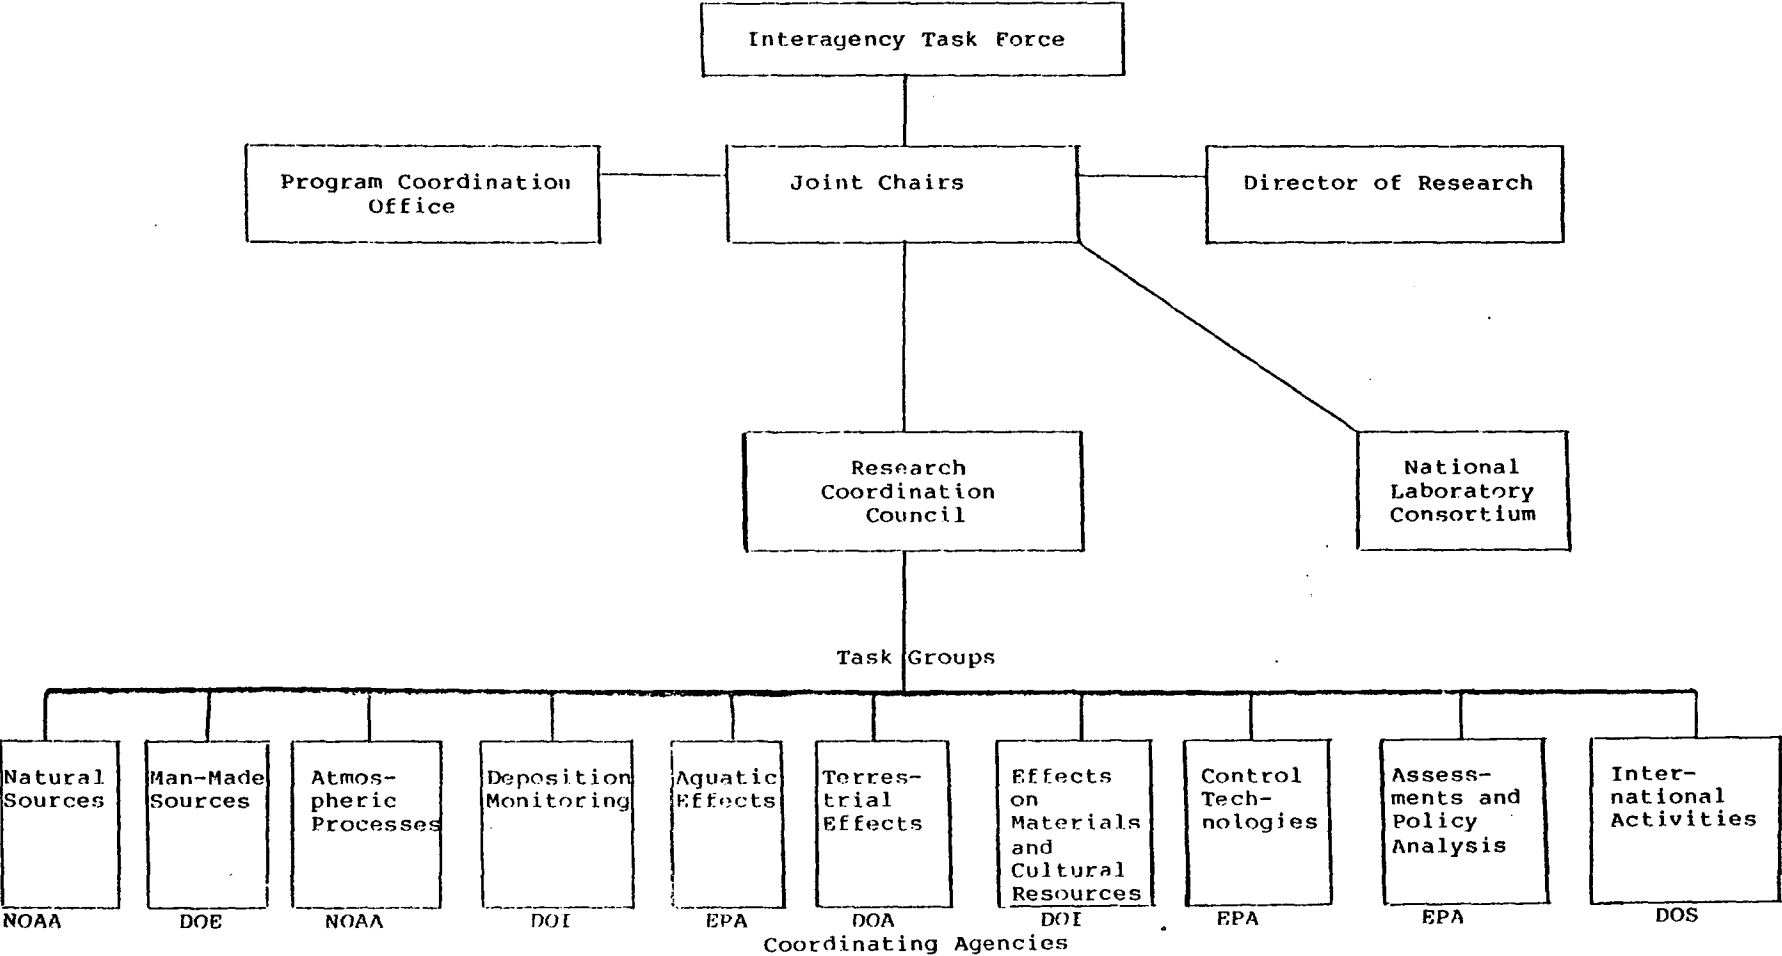 Interagency Task Force
Program Coordination
Office
Joint Chairs
Director of Research
Research
Coordination
Council
National
Laboratory
Consortium
Task Groups
Natural
Sources
Man-Made
Sources
Atmos-
pheric
Processes
Deposition
Monitoring
Aquatic
Effects
Terres-
trial
Effects
Effects
on
Materials
and
Cultural
Resources
Control
Tech-
nologies
Assess-
ments and
Policy
Analysis
Inter-
national
Activities
NOAA
DOE
NOAA
DOI
EPA
DOA
DOI
EPA
EPA
DOS
Coordinating Agencies